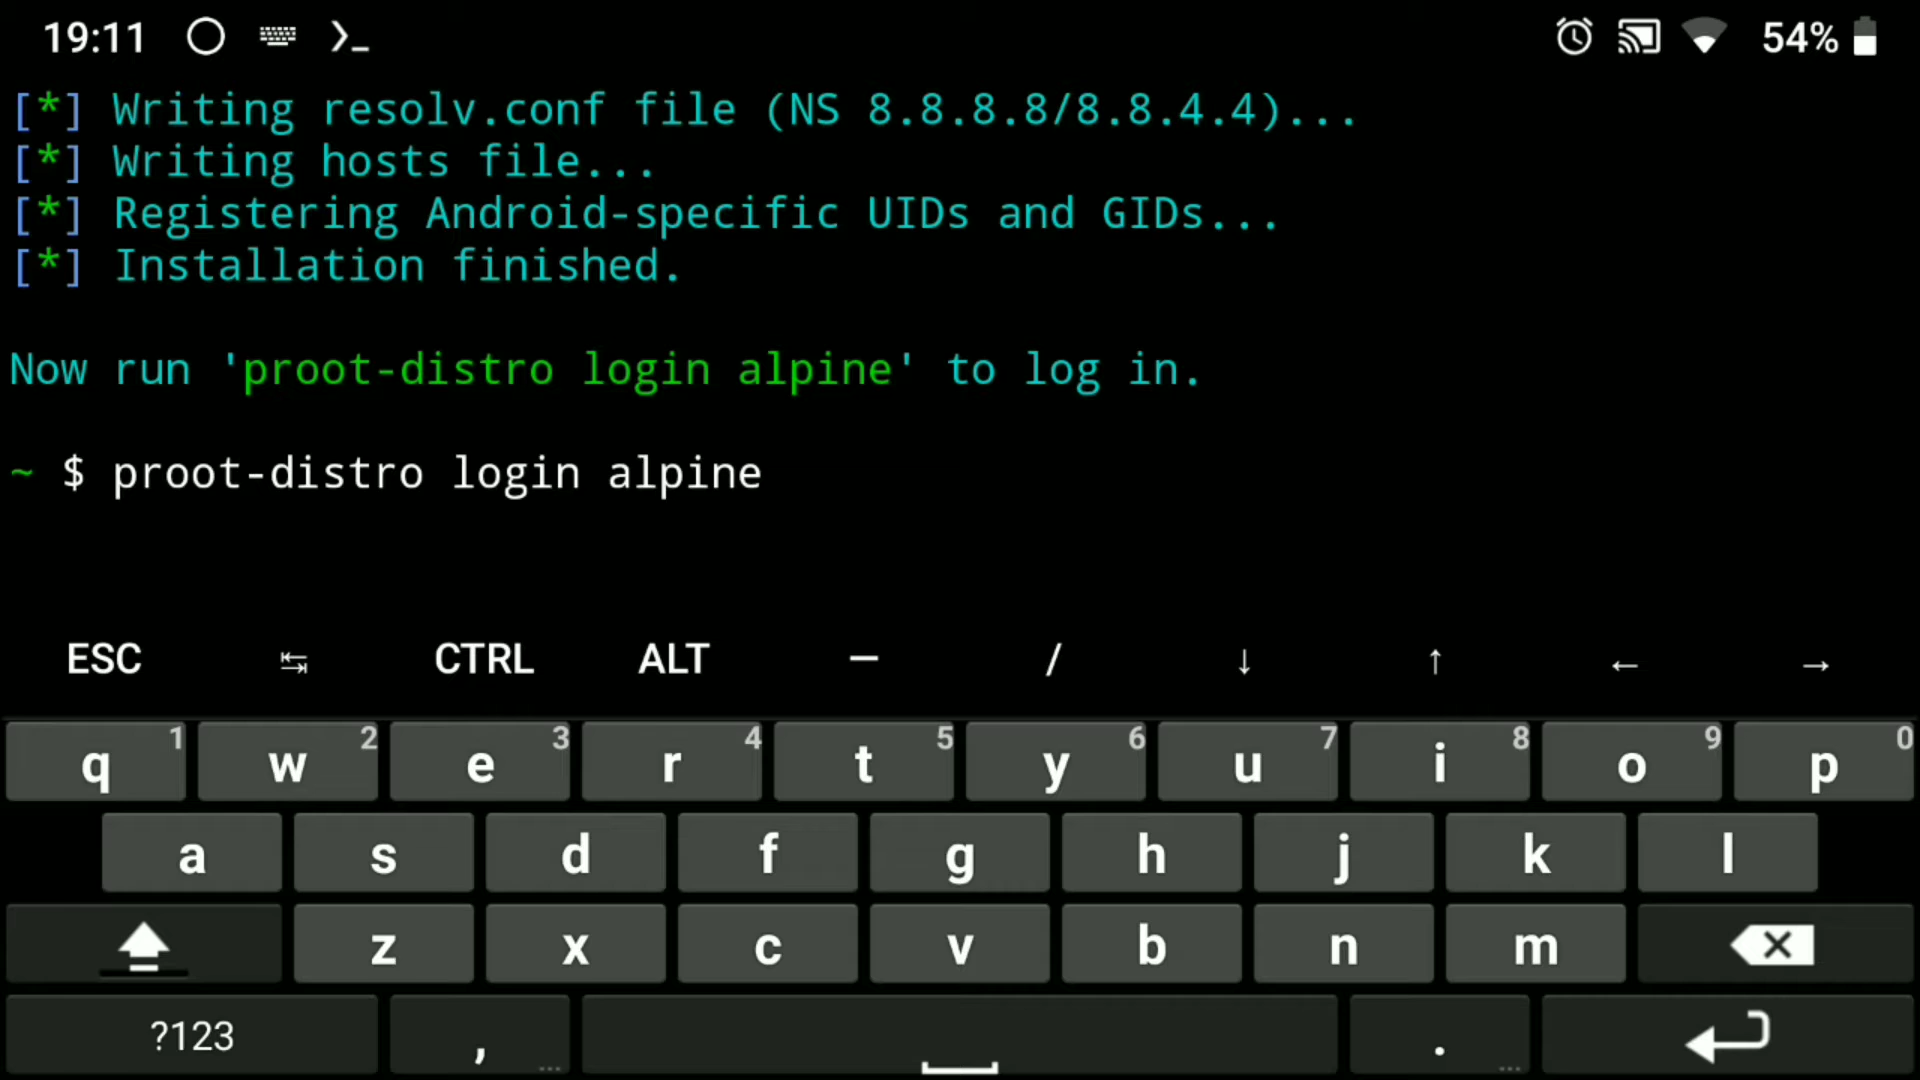 19:11 54%
[*] Writing resolv.conf file (NS 8.8.8.8/8.8.4.4)...
[*] Writing hosts file...
[*] Registering Android-specific UIDs and GIDs...
[*] Installation finished.
Now run 'proot-distro login alpine' to log in.
~ $ proot-distro login alpine
ESC ↹ CTRL ALT — / ↓ ↑ ← →
q 1 w 2 e 3 r 4 t 5 y 6 u 7 i 8 o 9 p 0
a s d f g h j k l
z x c v b n m
?123 , ... . ...